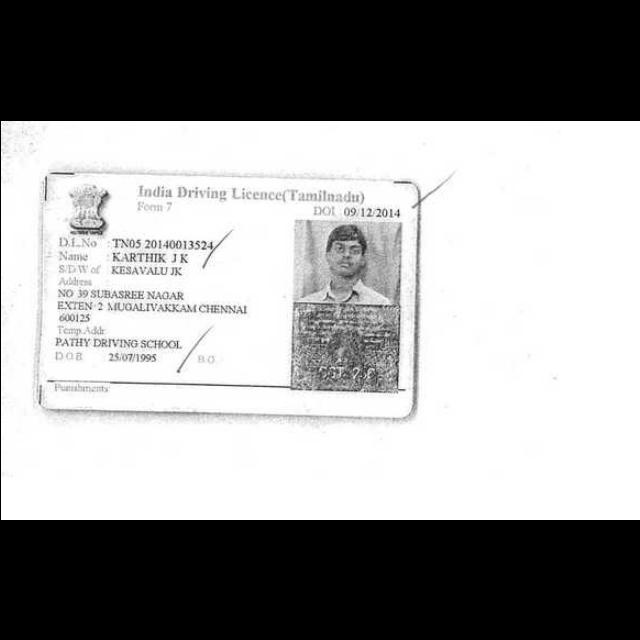 India Driving Licence(Tamilnadu)
Form 7
DOI 09/12/2014
D.L.No : TN05 20140013524
Name : KARTHIK J K
S/D/W of : KESAVALU JK
Address :
NO 39 SUBASREE NAGAR
EXTEN 2 MUGALIVAKKAM CHENNAI
600125
Temp.Addr.
PATHY DRIVING SCHOOL
D.O.B 25/07/1995 B.G.
Punishments